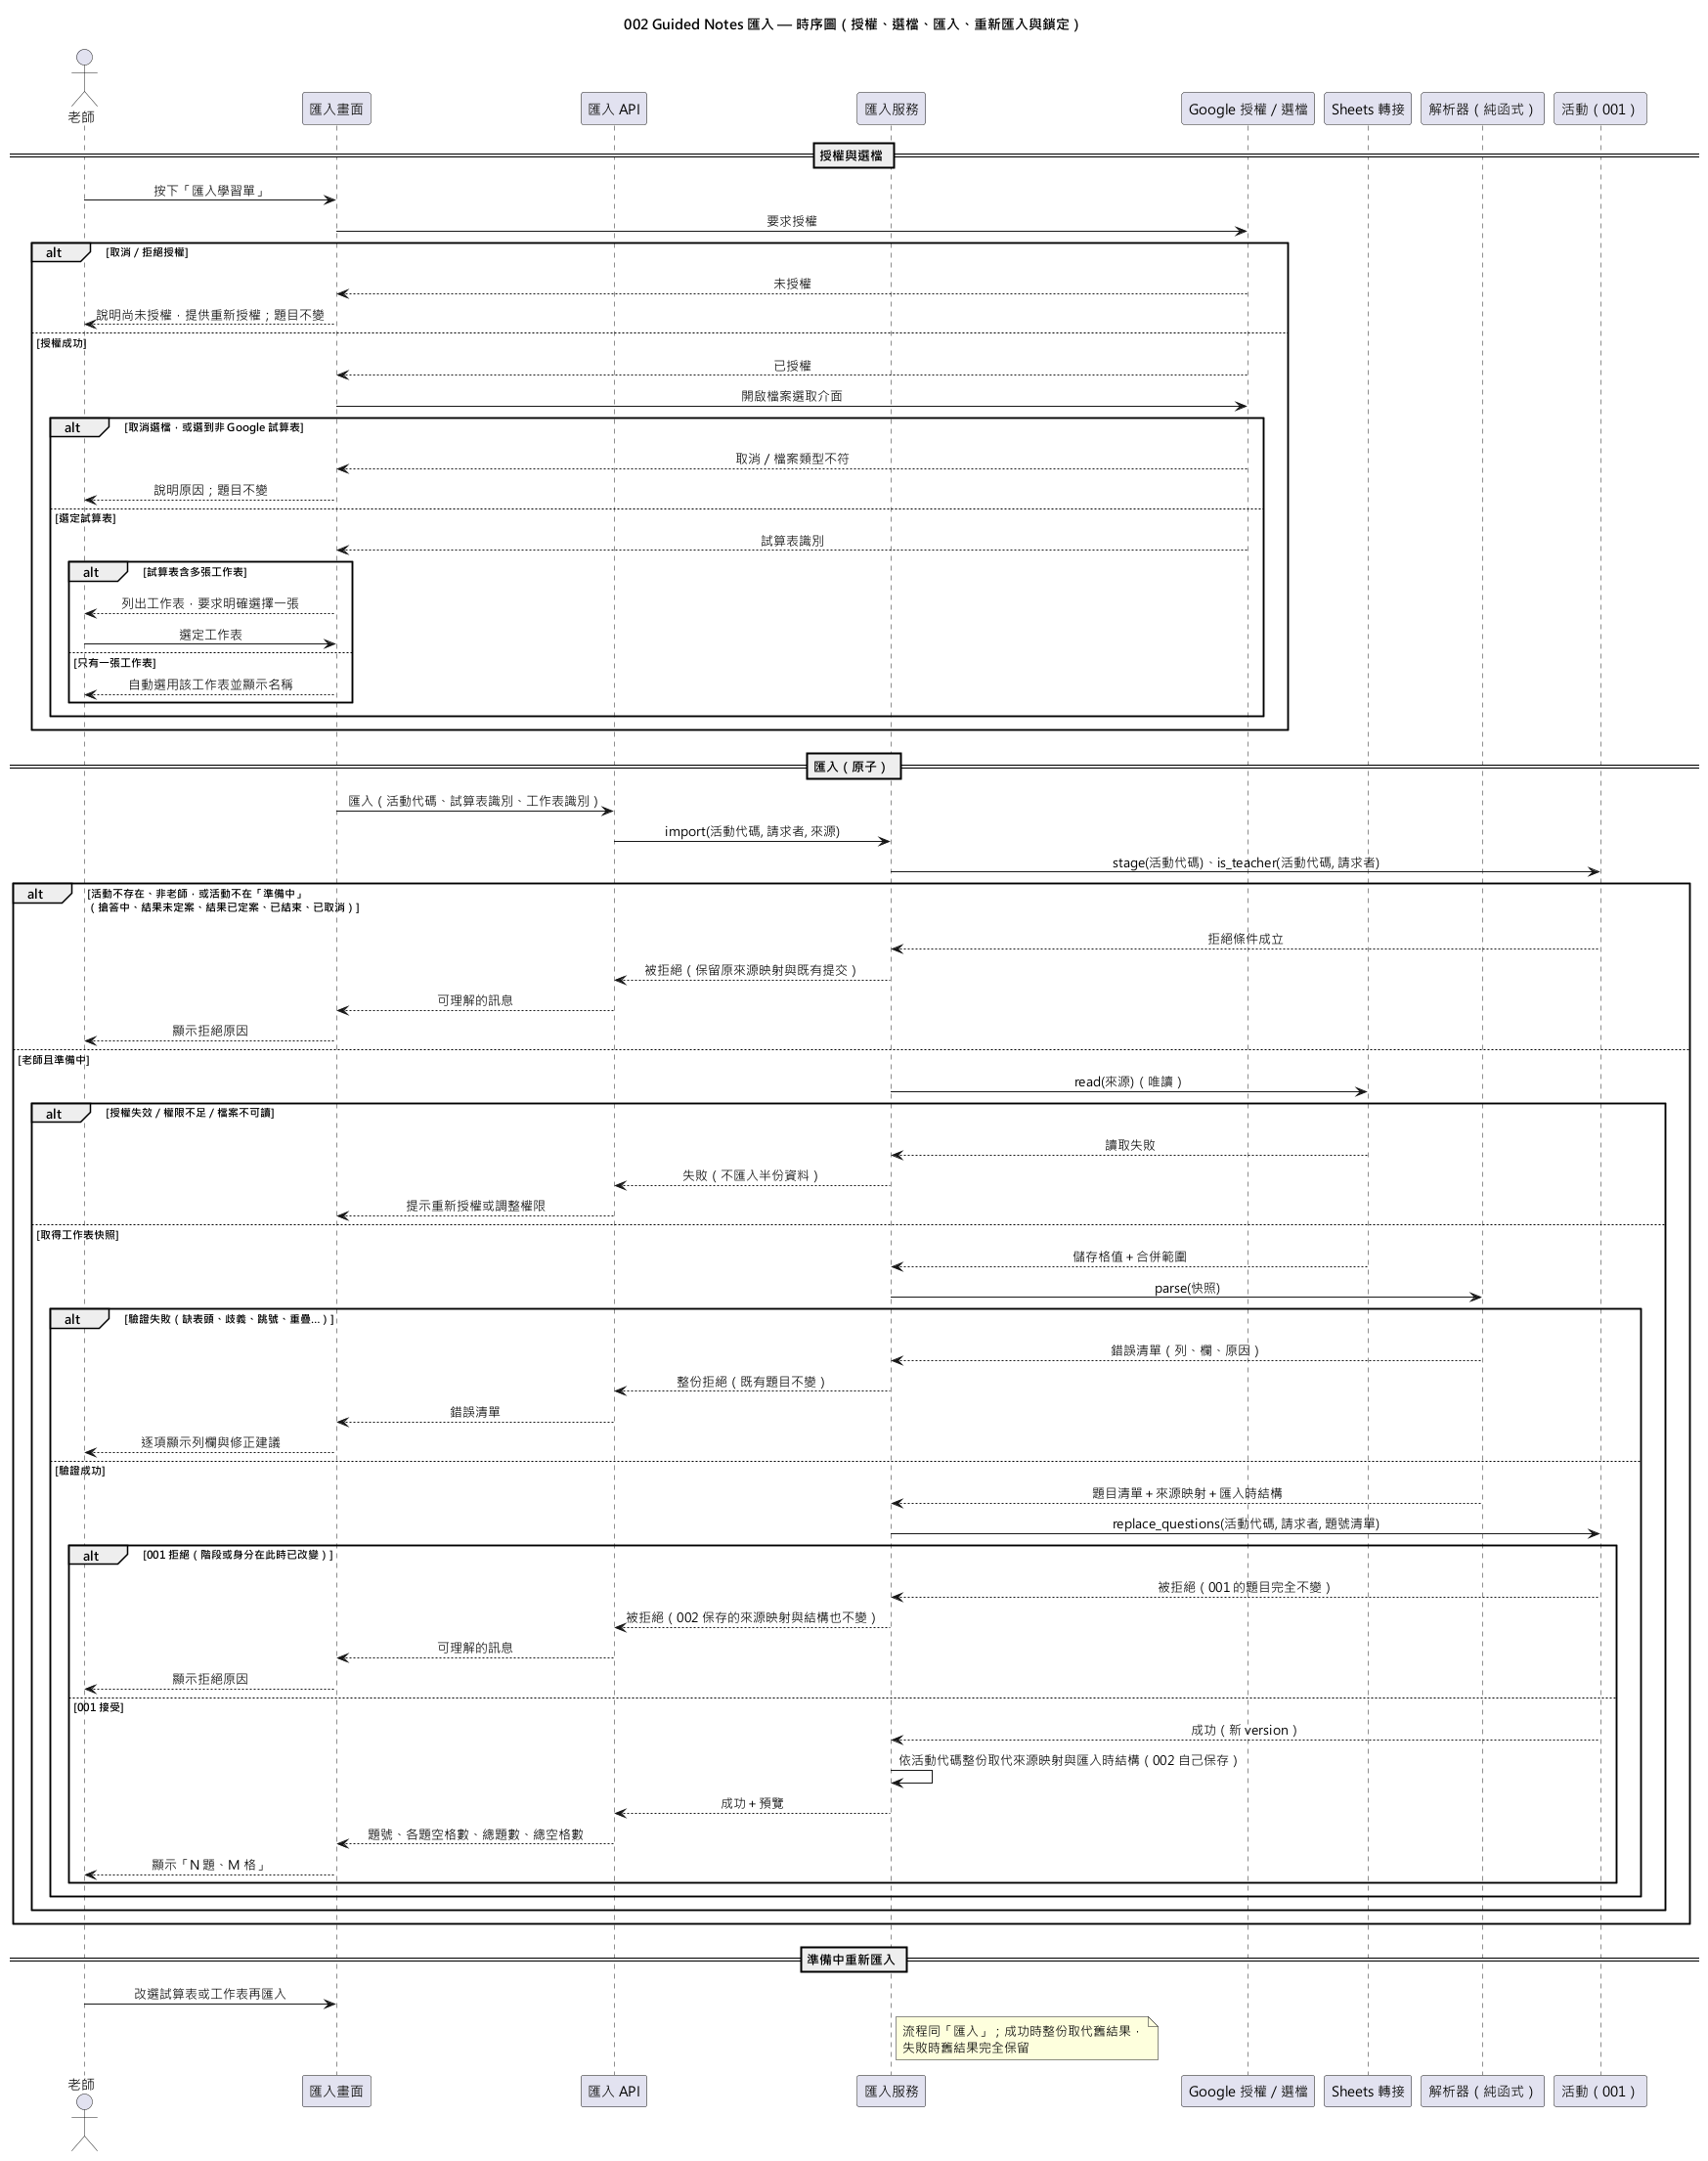 002 Guided Notes 匯入 — 時序圖（授權、選檔、匯入、重新匯入與鎖定）
老師
匯入畫面
匯入 API
匯入服務
Google 授權 / 選檔
Sheets 轉接
解析器（純函式）
活動（001）
授權與選檔
按下「匯入學習單」
要求授權
alt [取消 / 拒絕授權]
未授權
說明尚未授權，提供重新授權；題目不變
[授權成功]
已授權
開啟檔案選取介面
alt [取消選檔，或選到非 Google 試算表]
取消 / 檔案類型不符
說明原因；題目不變
[選定試算表]
試算表識別
alt [試算表含多張工作表]
列出工作表，要求明確選擇一張
選定工作表
[只有一張工作表]
自動選用該工作表並顯示名稱
匯入（原子）
匯入（活動代碼、試算表識別、工作表識別）
import(活動代碼, 請求者, 來源)
stage(活動代碼)、is_teacher(活動代碼, 請求者)
alt [活動不存在、非老師，或活動不在「準備中」
（搶答中、結果未定案、結果已定案、已結束、已取消）]
拒絕條件成立
被拒絕（保留原來源映射與既有提交）
可理解的訊息
顯示拒絕原因
[老師且準備中]
read(來源)（唯讀）
alt [授權失效 / 權限不足 / 檔案不可讀]
讀取失敗
失敗（不匯入半份資料）
提示重新授權或調整權限
[取得工作表快照]
儲存格值 + 合併範圍
parse(快照)
alt [驗證失敗（缺表頭、歧義、跳號、重疊…）]
錯誤清單（列、欄、原因）
整份拒絕（既有題目不變）
錯誤清單
逐項顯示列欄與修正建議
[驗證成功]
題目清單 + 來源映射 + 匯入時結構
replace_questions(活動代碼, 請求者, 題號清單)
alt [001 拒絕（階段或身分在此時已改變）]
被拒絕（001 的題目完全不變）
被拒絕（002 保存的來源映射與結構也不變）
可理解的訊息
顯示拒絕原因
[001 接受]
成功（新 version）
依活動代碼整份取代來源映射與匯入時結構（002 自己保存）
成功 + 預覽
題號、各題空格數、總題數、總空格數
顯示「N 題、M 格」
準備中重新匯入
改選試算表或工作表再匯入
流程同「匯入」；成功時整份取代舊結果，
失敗時舊結果完全保留
老師
匯入畫面
匯入 API
匯入服務
Google 授權 / 選檔
Sheets 轉接
解析器（純函式）
活動（001）